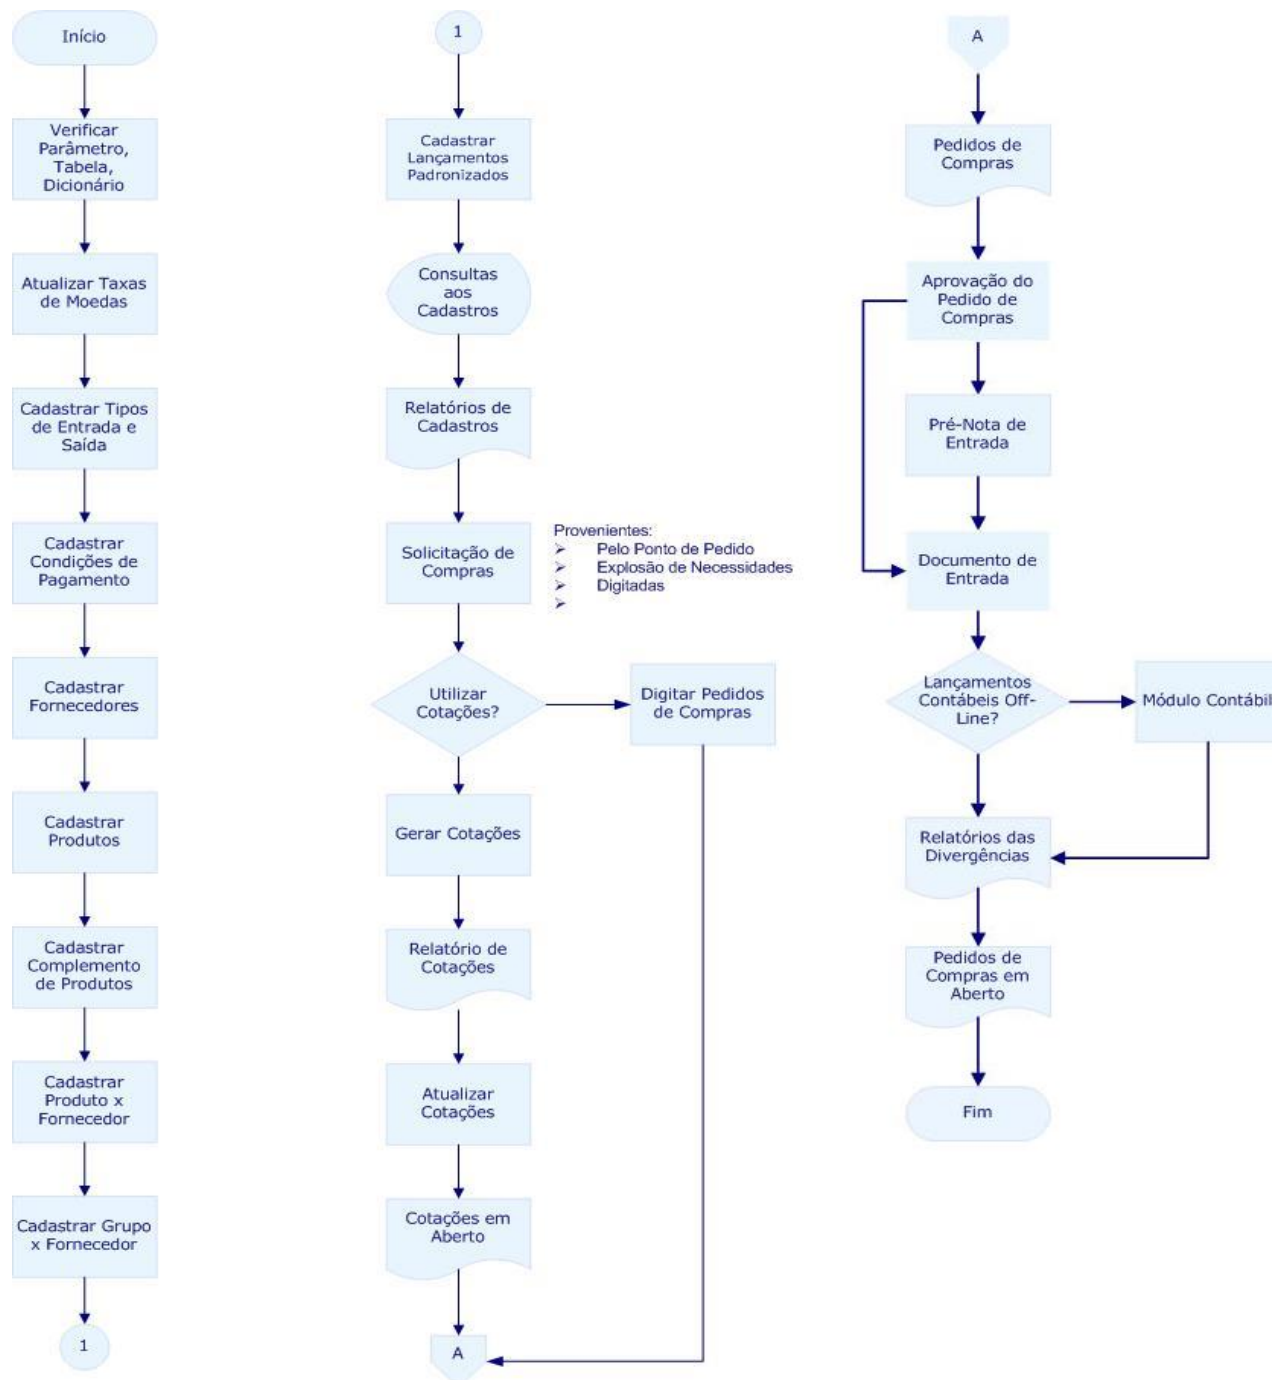 Início
Verificar
Parâmetro,
Tabela,
Dicionário
Atualizar Taxas
de Moedas
Cadastrar Tipos
de Entrada e
Saída
Cadastrar
Condições de
Pagamento
Cadastrar
Fornecedores
Cadastrar
Produtos
Cadastrar
Complemento
de Produtos
Cadastrar
Produto x
Fornecedor
Cadastrar Grupo
x Fornecedor
1
1
Cadastrar
Lançamentos
Padronizados
Consultas
aos
Cadastros
Relatórios de
Cadastros
Solicitação de
Compras
Provenientes:
➢ Pelo Ponto de Pedido
➢ Explosão de Necessidades
➢ Digitadas
➢
Utilizar
Cotações?
Digitar Pedidos
de Compras
Gerar Cotações
Relatório de
Cotações
Atualizar
Cotações
Cotações em
Aberto
A
A
Pedidos de
Compras
Aprovação do
Pedido de
Compras
Pré-Nota de
Entrada
Documento de
Entrada
Lançamentos
Contábeis Off-
Line?
Módulo Contábil
Relatórios das
Divergências
Pedidos de
Compras em
Aberto
Fim